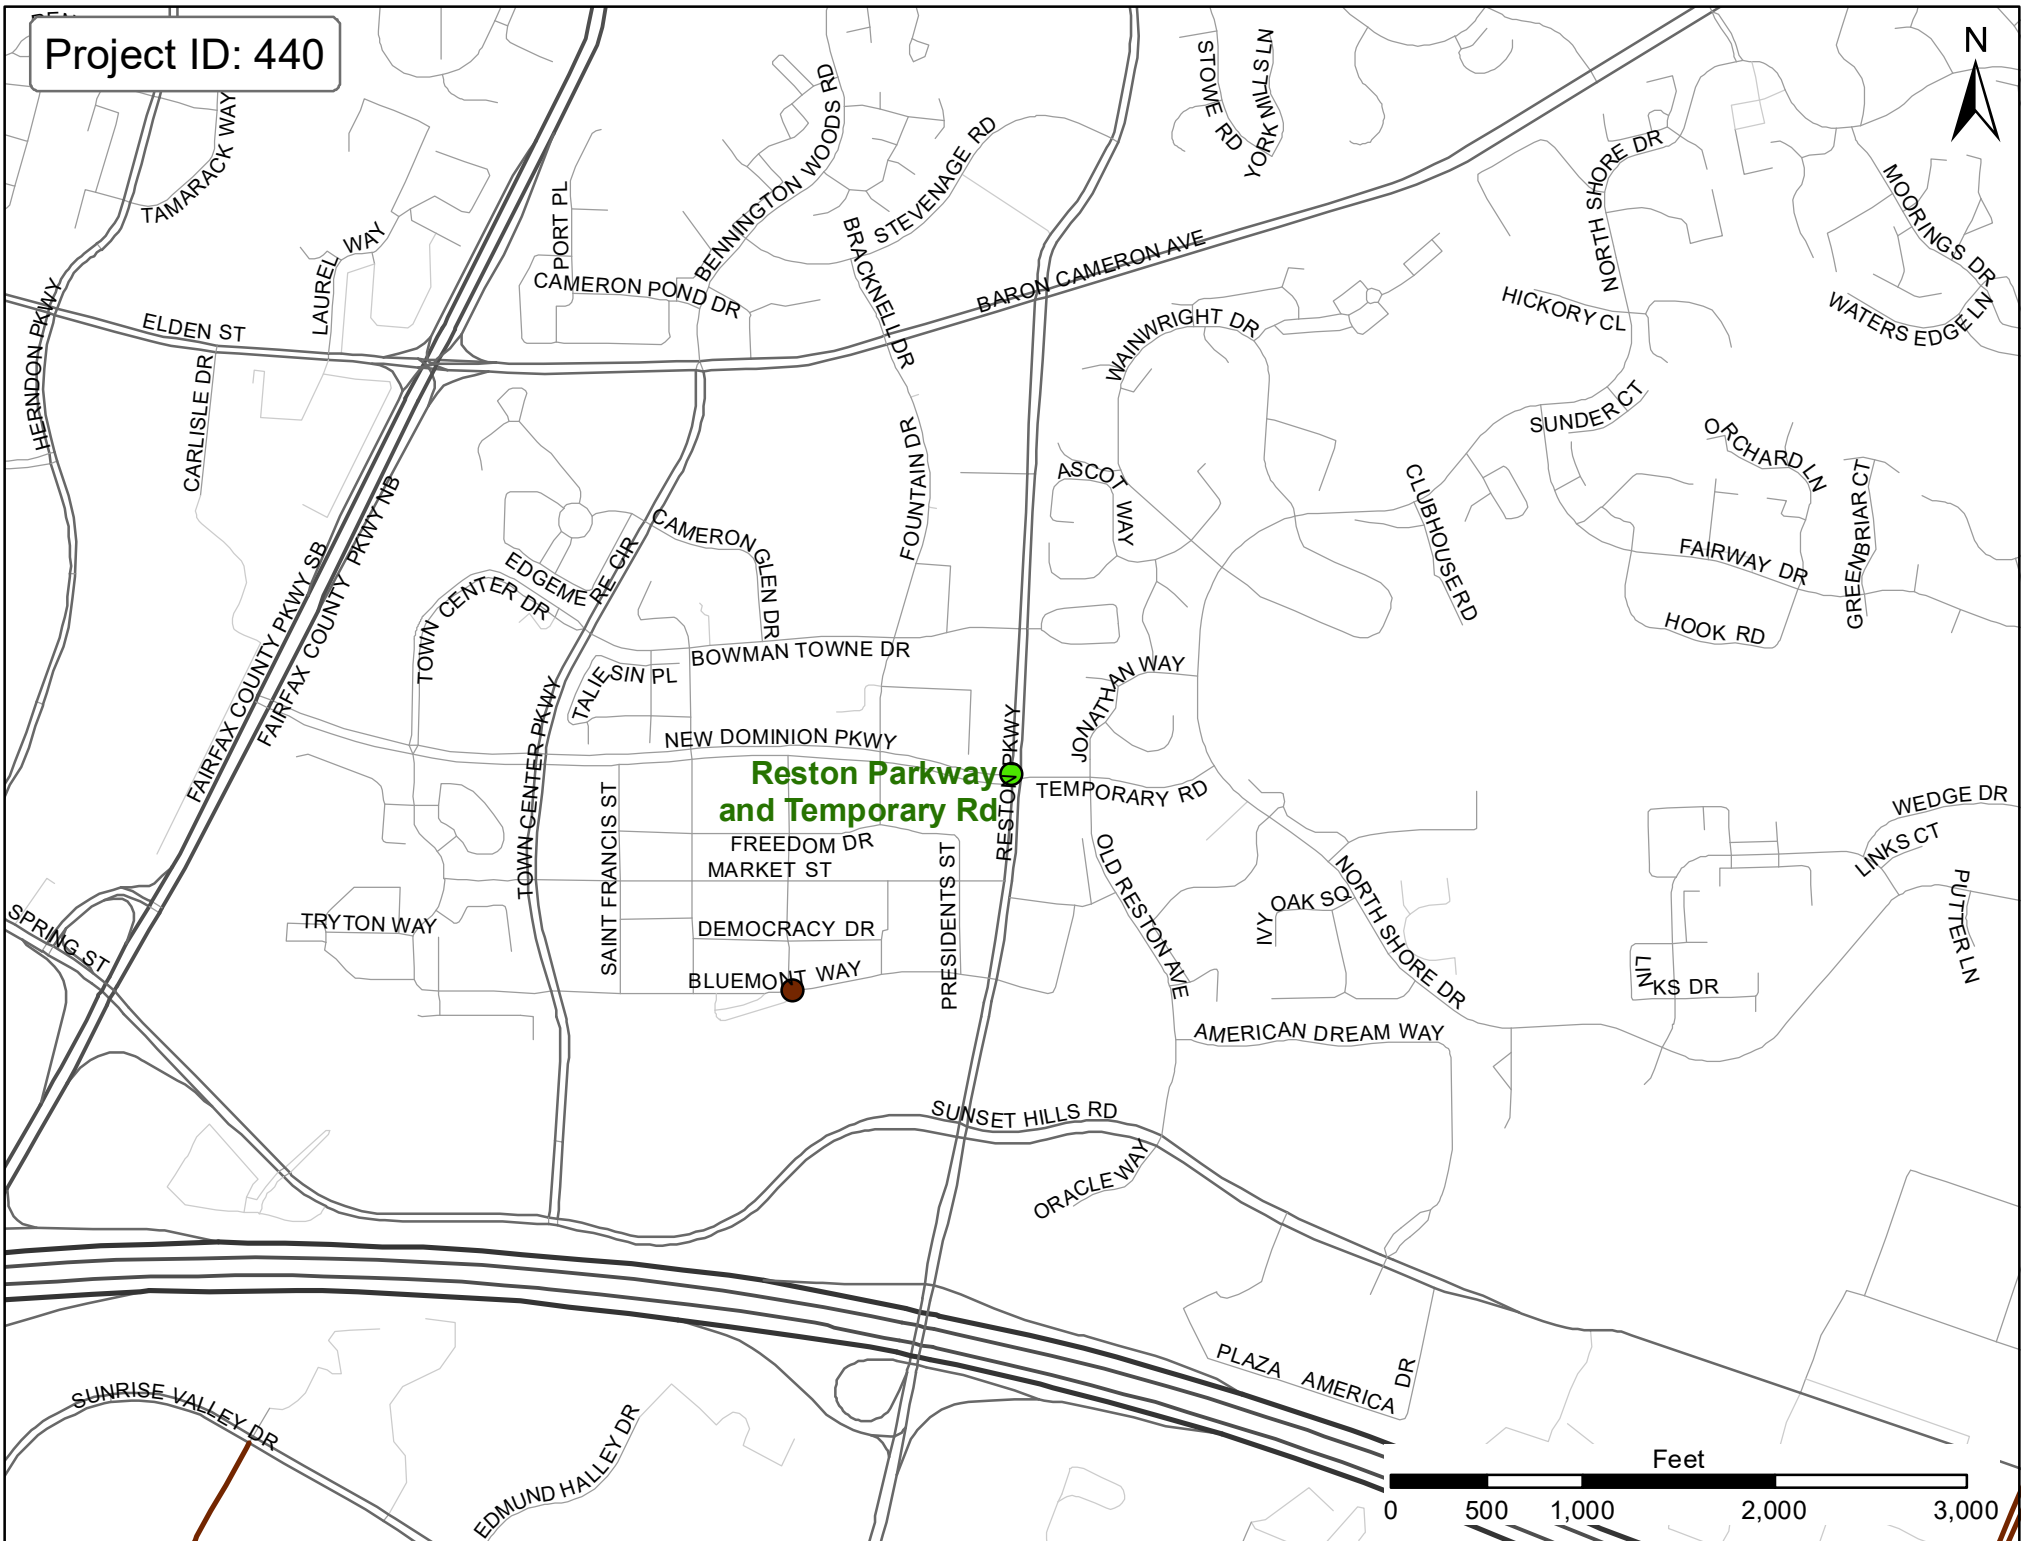 Project ID: 440
N
TAMARACK WAY
STOWE RD
YORK MILLS LN
BENNINGTON WOODS RD
STEVENAGE RD
NORTH SHORE DR
MOORINGS DR
PORT PL
LAUREL WAY
CAMERON POND DR
BRACKNELL DR
BARON CAMERON AVE
HERNDON PKWY
ELDEN ST
HICKORY CL
WATERS EDGE LN
WAINWRIGHT DR
CARLISLE DR
SUNDER CT
ORCHARD LN
FOUNTAIN DR
ASCOT WAY
CLUBHOUSE RD
GREENBRIAR CT
FAIRFAX COUNTY PKWY SB
FAIRFAX COUNTY PKWY NB
CAMERON GLEN DR
EDGEMERE CIR
TOWN CENTER DR
FAIRWAY DR
HOOK RD
BOWMAN TOWNE DR
TALIESIN PL
JONATHAN WAY
TOWN CENTER PKWY
NEW DOMINION PKWY
RESTON PKWY
Reston Parkway
and Temporary Rd
TEMPORARY RD
RESTON
SAINT FRANCIS ST
FREEDOM DR
MARKET ST
WEDGE DR
LINKS CT
PUTTER LN
OLD RESTON AVE
NORTH SHORE DR
IVY OAK SQ
PRESIDENTS ST
SPRING ST
TRYTON WAY
DEMOCRACY DR
BLUEMONT WAY
LINKS DR
AMERICAN DREAM WAY
SUNSET HILLS RD
ORACLE WAY
PLAZA AMERICA DR
SUNRISE VALLEY DR
EDMUND HALLEY DR
Feet
0 500 1,000 2,000 3,000